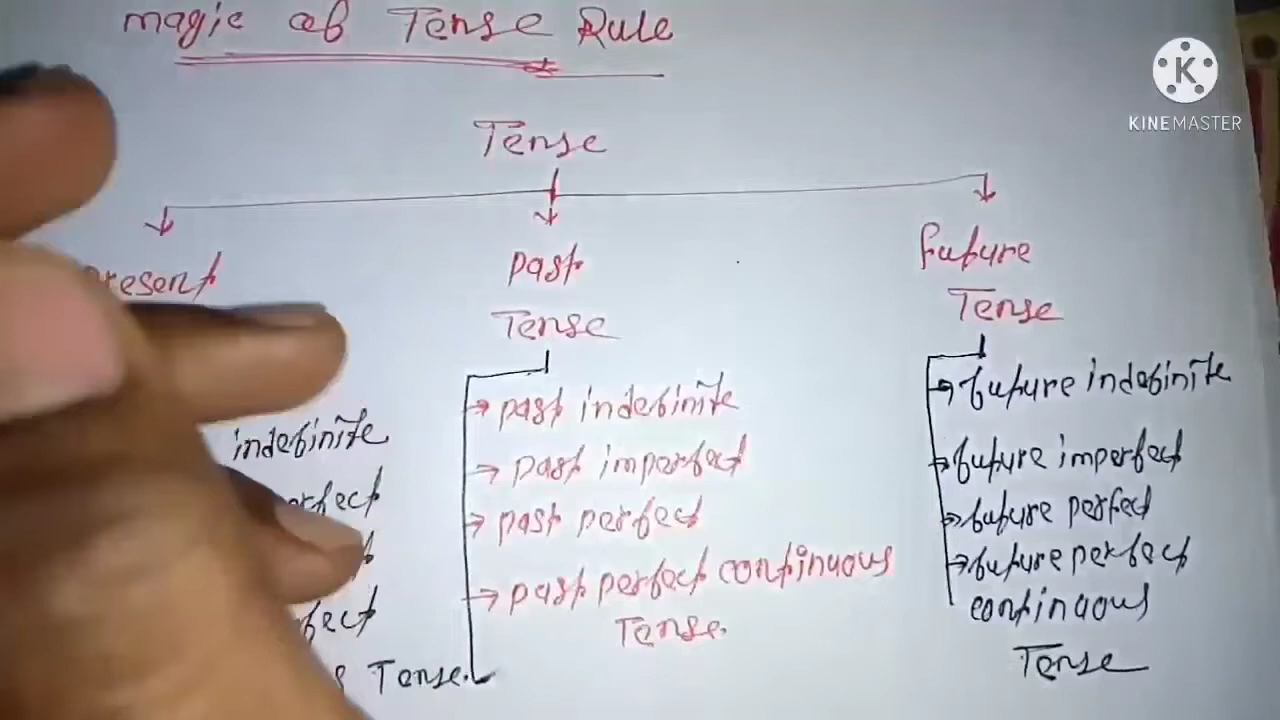 magic of Tense Rule
KINEMASTER
Tense
present
past
Tense
future
Tense
indefinite
past indefinite
past imperfect
past perfect
past perfect continuous
Tense.
Tense.
future indefinite
future imperfect
future perfect
future perfect
continuous
Tense